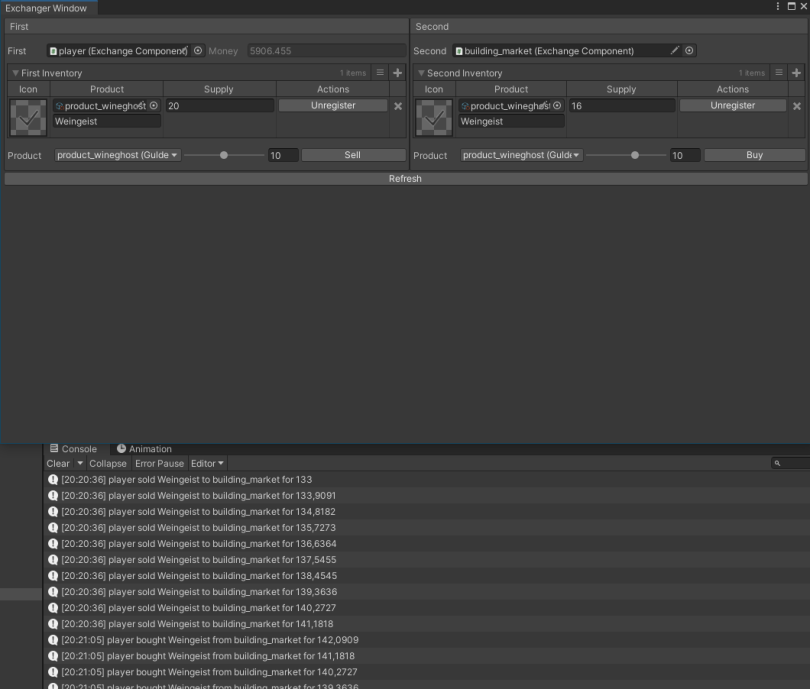 Exchanger Window
First
Second
First player (Exchange Component) Money 5906.455
Second building_market (Exchange Component)
First Inventory 1 items
Second Inventory 1 items
Icon Product Supply Actions
Icon Product Supply Actions
product_wineghost 20 Unregister
product_wineghost 16 Unregister
Weingeist
Weingeist
Product product_wineghost (Gulde 10 Sell
Product product_wineghost (Gulde 10 Buy
Refresh
Console Animation
Clear Collapse Error Pause Editor
[20:20:36] player sold Weingeist to building_market for 133
[20:20:36] player sold Weingeist to building_market for 133,9091
[20:20:36] player sold Weingeist to building_market for 134,8182
[20:20:36] player sold Weingeist to building_market for 135,7273
[20:20:36] player sold Weingeist to building_market for 136,6364
[20:20:36] player sold Weingeist to building_market for 137,5455
[20:20:36] player sold Weingeist to building_market for 138,4545
[20:20:36] player sold Weingeist to building_market for 139,3636
[20:20:36] player sold Weingeist to building_market for 140,2727
[20:20:36] player sold Weingeist to building_market for 141,1818
[20:21:05] player bought Weingeist from building_market for 142,0909
[20:21:05] player bought Weingeist from building_market for 141,1818
[20:21:05] player bought Weingeist from building_market for 140,2727
[20:21:05] player bought Weingeist from building_market for 139,3636